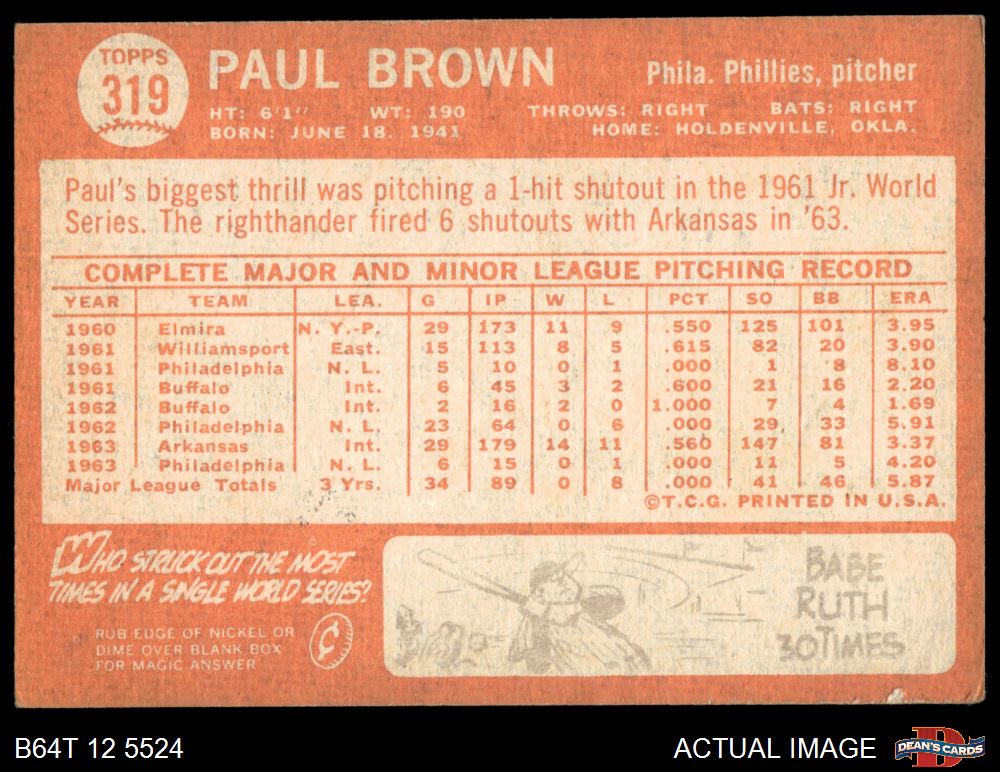 TOPPS
319
PAUL BROWN
Phila. Phillies, pitcher
HT: 6'1" WT: 190 THROWS: RIGHT BATS: RIGHT
BORN: JUNE 18, 1941 HOME: HOLDENVILLE, OKLA.
Paul's biggest thrill was pitching a 1-hit shutout in the 1961 Jr. World
Series. The righthander fired 6 shutouts with Arkansas in '63.
COMPLETE MAJOR AND MINOR LEAGUE PITCHING RECORD
YEAR TEAM LEA. G IP W L PCT SO BB ERA
1960 Elmira N. Y.-P. 29 173 11 9 .550 125 101 3.95
1961 Williamsport East. 15 113 8 5 .615 82 20 3.90
1961 Philadelphia N. L. 5 10 0 1 .000 1 8 8.10
1961 Buffalo Int. 6 45 3 2 .600 21 16 2.20
1962 Buffalo Int. 2 16 2 0 1.000 7 4 1.69
1962 Philadelphia N. L. 23 64 0 6 .000 29 33 5.91
1963 Arkansas Int. 29 179 14 11 .560 147 81 3.37
1963 Philadelphia N. L. 6 15 0 1 .000 11 5 4.20
Major League Totals 3 Yrs. 34 89 0 8 .000 41 46 5.87
©T.C.G. PRINTED IN U.S.A.
WHO STRUCK OUT THE MOST
TIMES IN A SINGLE WORLD SERIES?
RUB EDGE OF NICKEL OR
DIME OVER BLANK BOX
FOR MAGIC ANSWER
¢
BABE
RUTH
30 TIMES
B64T 12 5524
ACTUAL IMAGE
D
DEAN'S CARDS